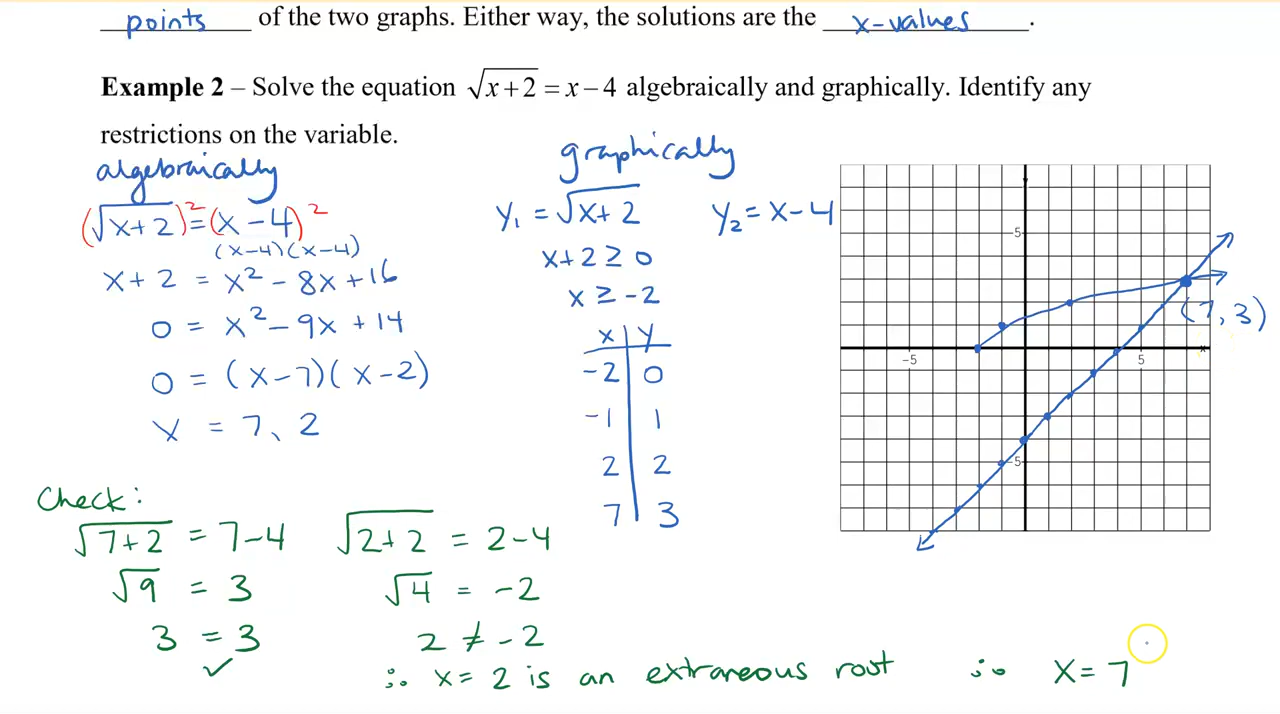 points of the two graphs. Either way, the solutions are the x-values.
Example 2 – Solve the equation √(x+2) = x − 4 algebraically and graphically. Identify any
restrictions on the variable.
algebraically
(√(x+2))² = (x − 4)²
(x−4)(x−4)
x + 2 = x² − 8x + 16
0 = x² − 9x + 14
0 = (x − 7)(x − 2)
x = 7, 2
graphically
y₁ = √(x+2) y₂ = x − 4
x + 2 ≥ 0
x ≥ −2
x y
−2 0
−1 1
2 2
7 3
5
−5 5
x
−5
(7, 3)
Check:
√(7+2) = 7−4
√9 = 3
3 = 3
✓
√(2+2) = 2−4
√4 = −2
2 ≠ −2
∴ x = 2 is an extraneous root ∴ x = 7